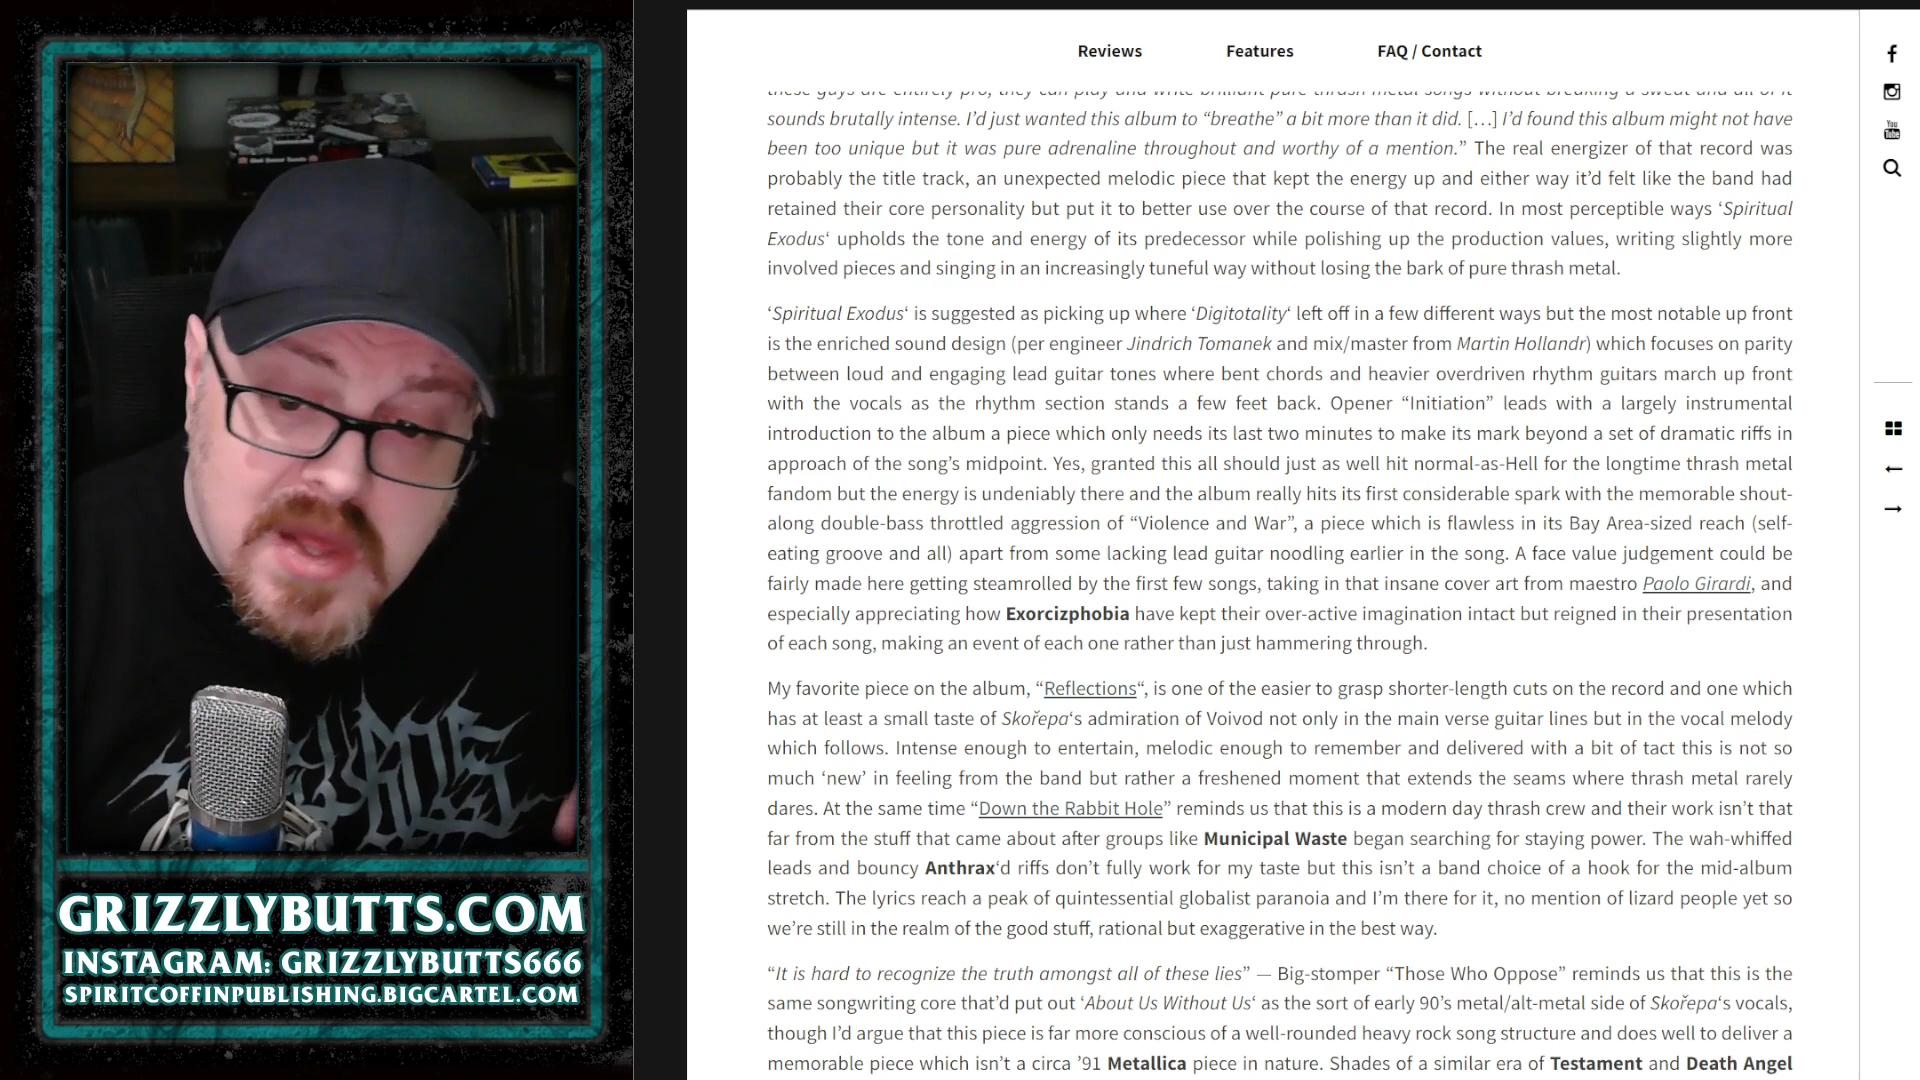 Reviews
Features
FAQ / Contact
these guys are entirely pro, they can play and write brilliant pure thrash metal songs without breaking a sweat and all of it
sounds brutally intense. I’d just wanted this album to “breathe” a bit more than it did. […] I’d found this album might not have
been too unique but it was pure adrenaline throughout and worthy of a mention.” The real energizer of that record was
probably the title track, an unexpected melodic piece that kept the energy up and either way it’d felt like the band had
retained their core personality but put it to better use over the course of that record. In most perceptible ways ‘Spiritual
Exodus‘ upholds the tone and energy of its predecessor while polishing up the production values, writing slightly more
involved pieces and singing in an increasingly tuneful way without losing the bark of pure thrash metal.
‘Spiritual Exodus‘ is suggested as picking up where ‘Digitotality‘ left off in a few different ways but the most notable up front
is the enriched sound design (per engineer Jindrich Tomanek and mix/master from Martin Hollandr) which focuses on parity
between loud and engaging lead guitar tones where bent chords and heavier overdriven rhythm guitars march up front
with the vocals as the rhythm section stands a few feet back. Opener “Initiation” leads with a largely instrumental
introduction to the album a piece which only needs its last two minutes to make its mark beyond a set of dramatic riffs in
approach of the song’s midpoint. Yes, granted this all should just as well hit normal-as-Hell for the longtime thrash metal
fandom but the energy is undeniably there and the album really hits its first considerable spark with the memorable shout-
along double-bass throttled aggression of “Violence and War”, a piece which is flawless in its Bay Area-sized reach (self-
eating groove and all) apart from some lacking lead guitar noodling earlier in the song. A face value judgement could be
fairly made here getting steamrolled by the first few songs, taking in that insane cover art from maestro Paolo Girardi, and
especially appreciating how Exorcizphobia have kept their over-active imagination intact but reigned in their presentation
of each song, making an event of each one rather than just hammering through.
My favorite piece on the album, “Reflections“, is one of the easier to grasp shorter-length cuts on the record and one which
has at least a small taste of Skořepa‘s admiration of Voivod not only in the main verse guitar lines but in the vocal melody
which follows. Intense enough to entertain, melodic enough to remember and delivered with a bit of tact this is not so
much ‘new’ in feeling from the band but rather a freshened moment that extends the seams where thrash metal rarely
dares. At the same time “Down the Rabbit Hole” reminds us that this is a modern day thrash crew and their work isn’t that
far from the stuff that came about after groups like Municipal Waste began searching for staying power. The wah-whiffed
leads and bouncy Anthrax‘d riffs don’t fully work for my taste but this isn’t a band choice of a hook for the mid-album
stretch. The lyrics reach a peak of quintessential globalist paranoia and I’m there for it, no mention of lizard people yet so
we’re still in the realm of the good stuff, rational but exaggerative in the best way.
“It is hard to recognize the truth amongst all of these lies” — Big-stomper “Those Who Oppose” reminds us that this is the
same songwriting core that’d put out ‘About Us Without Us‘ as the sort of early 90’s metal/alt-metal side of Skořepa‘s vocals,
though I’d argue that this piece is far more conscious of a well-rounded heavy rock song structure and does well to deliver a
memorable piece which isn’t a circa ’91 Metallica piece in nature. Shades of a similar era of Testament and Death Angel
You
Tube
GRIZZLYBUTTS.COM
INSTAGRAM: GRIZZLYBUTTS666
SPIRITCOFFINPUBLISHING.BIGCARTEL.COM